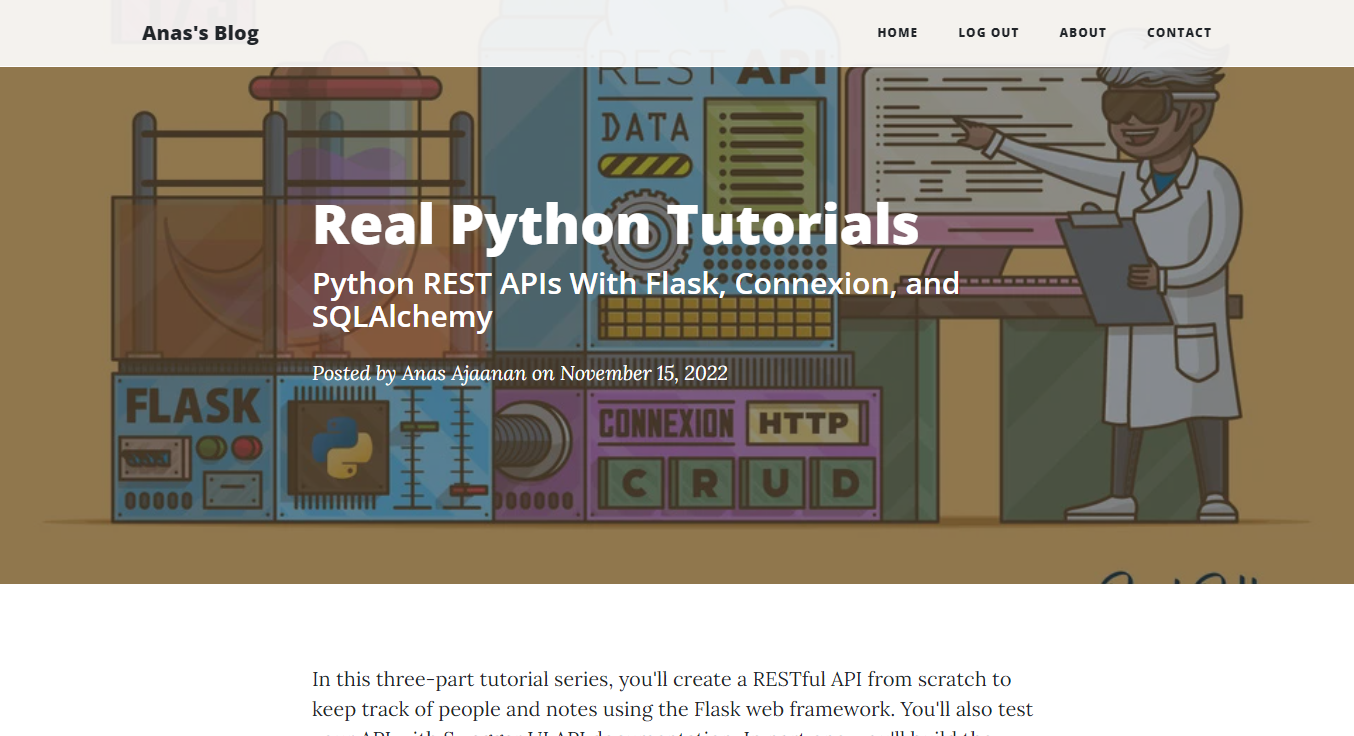 Anas's Blog
HOME LOG OUT ABOUT CONTACT
REST API
DATA
Real Python Tutorials
Python REST APIs With Flask, Connexion, and
SQLAlchemy
Posted by Anas Ajaanan on November 15, 2022
FLASK
CONNEXION HTTP
C R U D
In this three-part tutorial series, you'll create a RESTful API from scratch to
keep track of people and notes using the Flask web framework. You'll also test